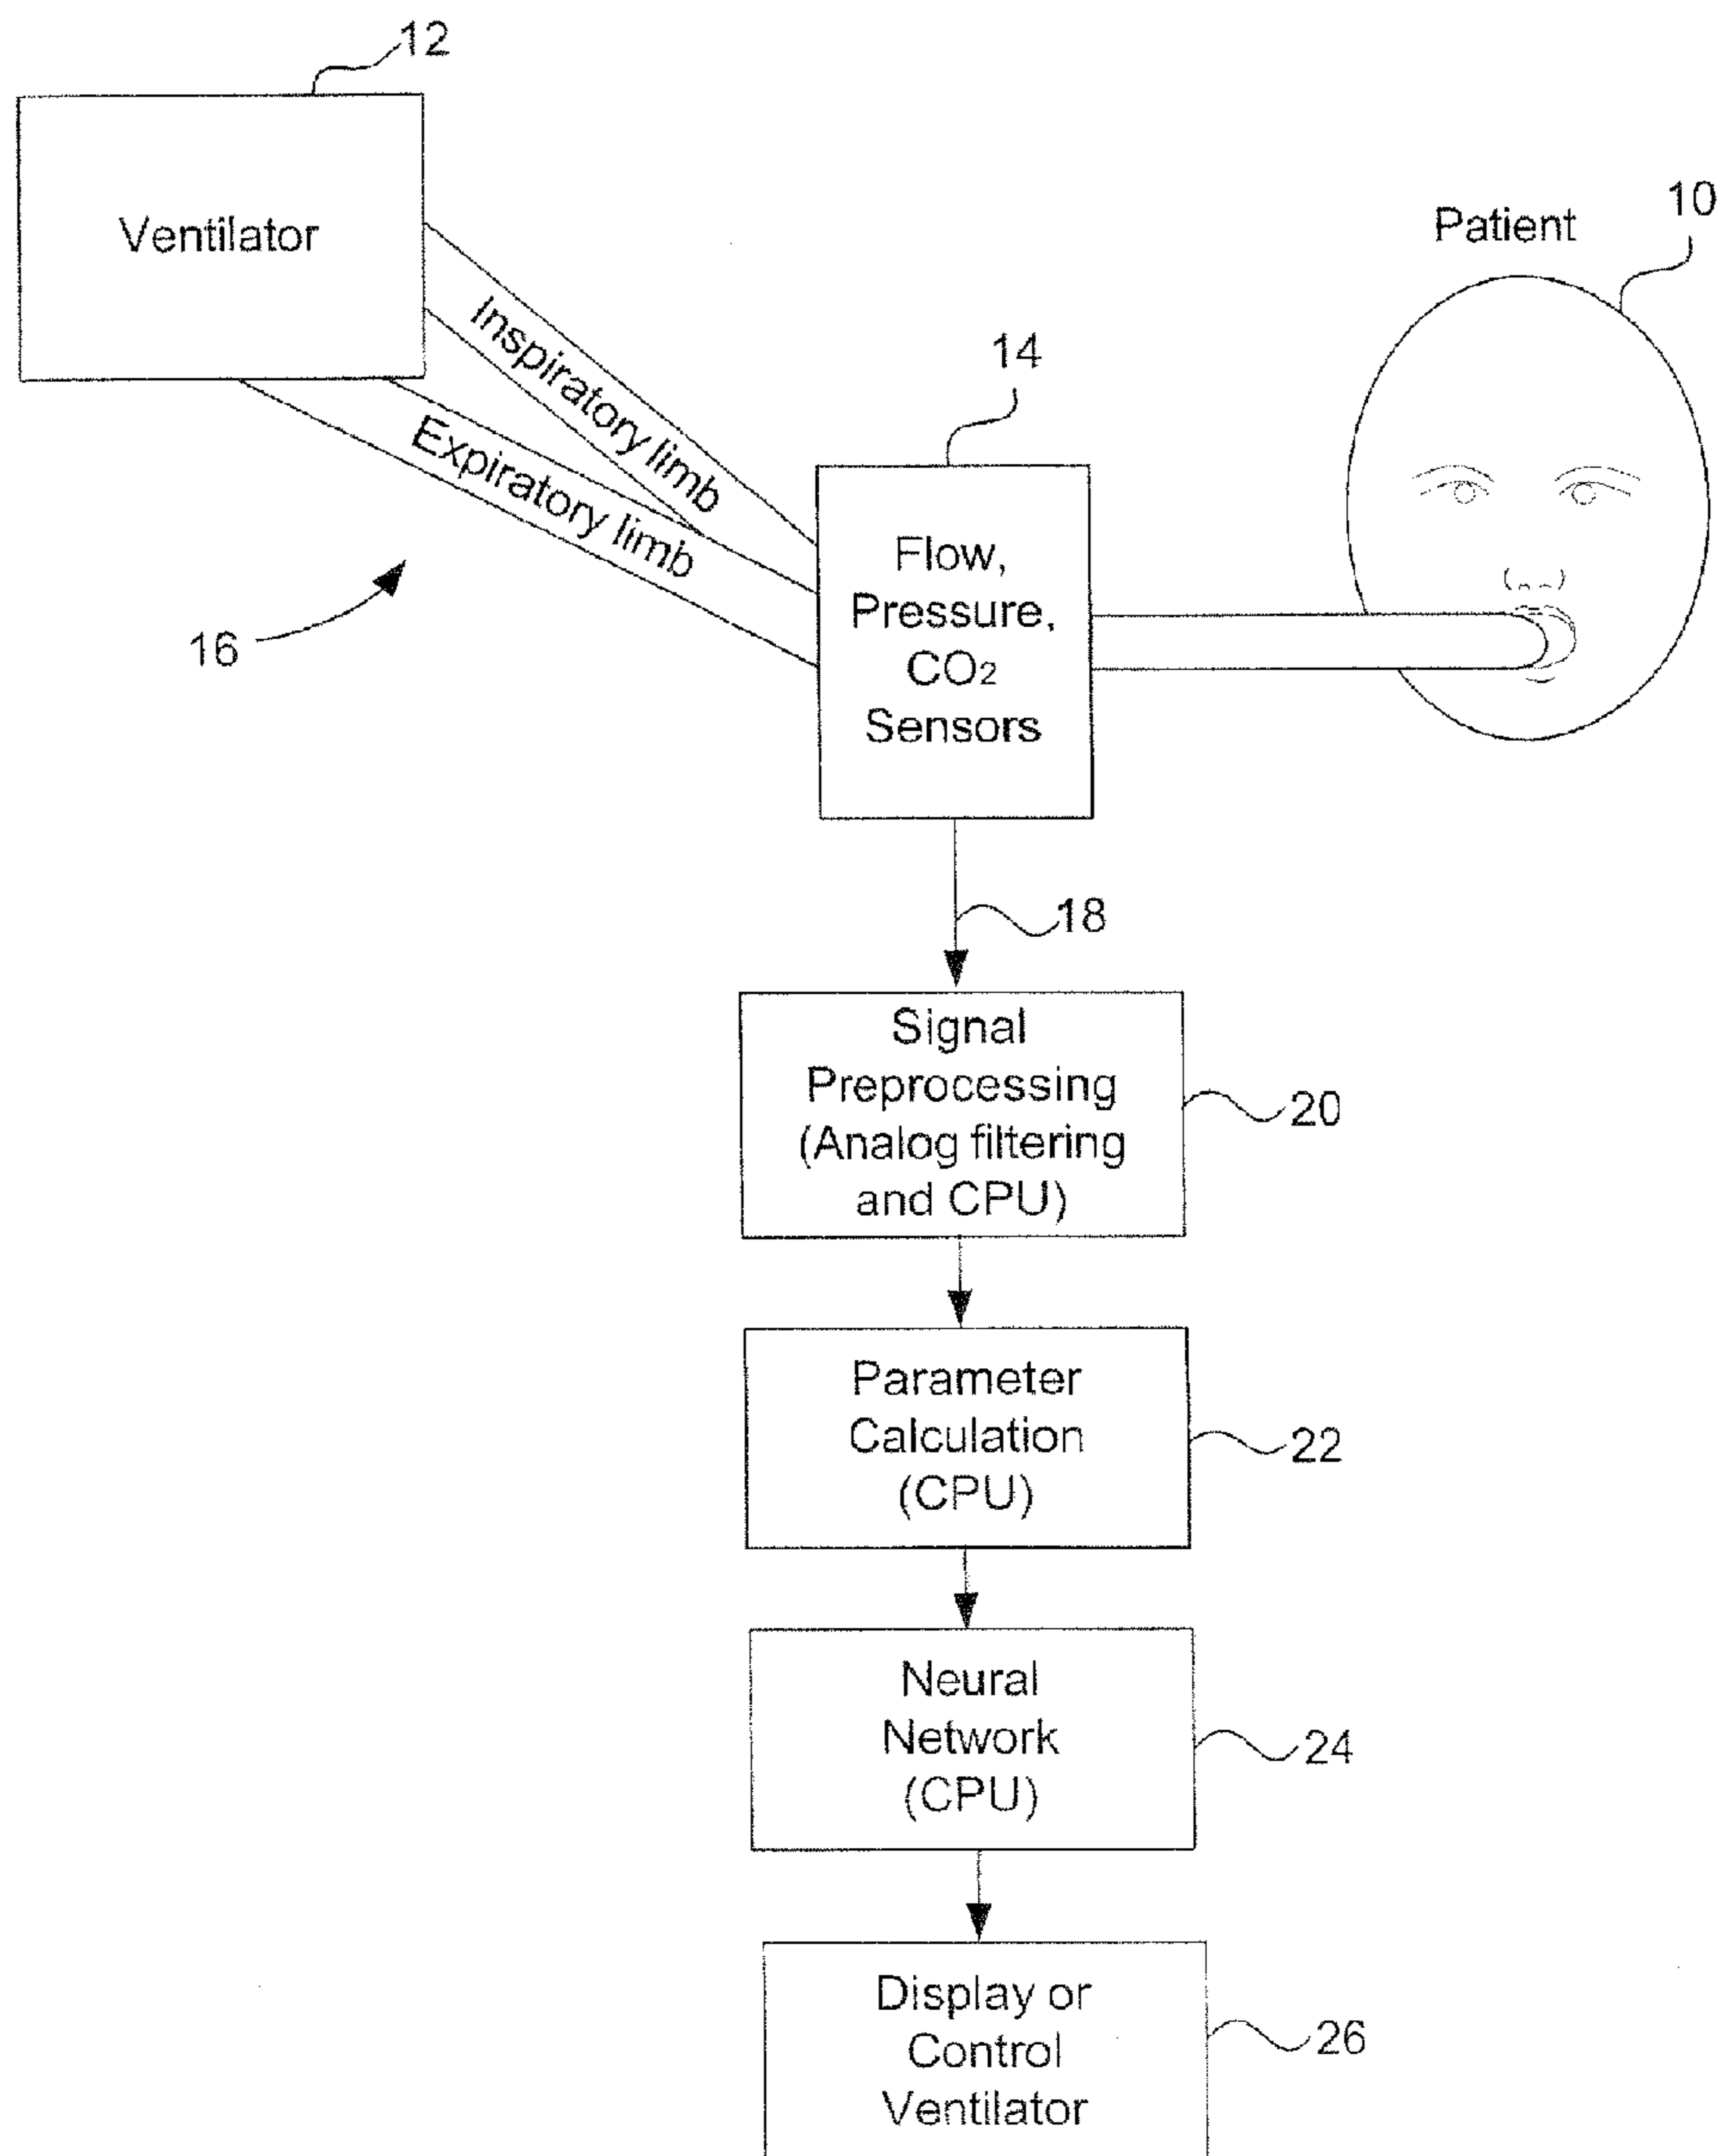 12
Ventilator
Patient
10
Inspiratory limb
Expiratory limb
16
14
Flow,
Pressure,
CO₂
Sensors
18
Signal
Preprocessing
(Analog filtering
and CPU)
20
Parameter
Calculation
(CPU)
22
Neural
Network
(CPU)
24
Display or
Control
Ventilator
26